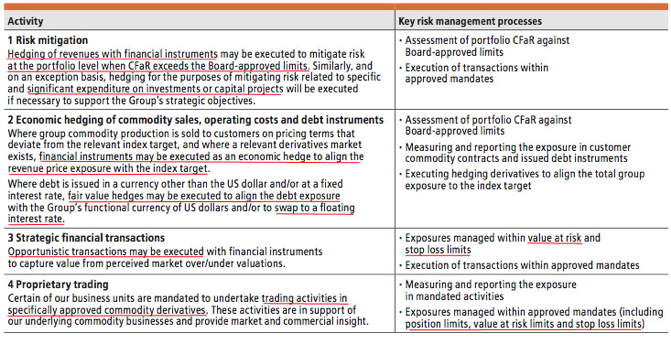 Activity
Key risk management processes
1 Risk mitigation
Hedging of revenues with financial instruments may be executed to mitigate risk
at the portfolio level when CFaR exceeds the Board-approved limits. Similarly, and
on an exception basis, hedging for the purposes of mitigating risk related to specific
and significant expenditure on investments or capital projects will be executed
if necessary to support the Group's strategic objectives.
• Assessment of portfolio CFaR against
Board-approved limits
• Execution of transactions within
approved mandates
2 Economic hedging of commodity sales, operating costs and debt instruments
Where group commodity production is sold to customers on pricing terms that
deviate from the relevant index target, and where a relevant derivatives market
exists, financial instruments may be executed as an economic hedge to align the
revenue price exposure with the index target.
Where debt is issued in a currency other than the US dollar and/or at a fixed
interest rate, fair value hedges may be executed to align the debt exposure
with the Group's functional currency of US dollars and/or to swap to a floating
interest rate.
• Assessment of portfolio CFaR against
Board-approved limits
• Measuring and reporting the exposure in customer
commodity contracts and issued debt instruments
• Executing hedging derivatives to align the total group
exposure to the index target
3 Strategic financial transactions
Opportunistic transactions may be executed with financial instruments
to capture value from perceived market over/under valuations.
• Exposures managed within value at risk and
stop loss limits
• Execution of transactions within approved mandates
4 Proprietary trading
Certain of our business units are mandated to undertake trading activities in
specifically approved commodity derivatives. These activities are in support of
our underlying commodity businesses and provide market and commercial insight.
• Measuring and reporting the exposure
in mandated activities
• Exposures managed within approved mandates (including
position limits, value at risk limits and stop loss limits)